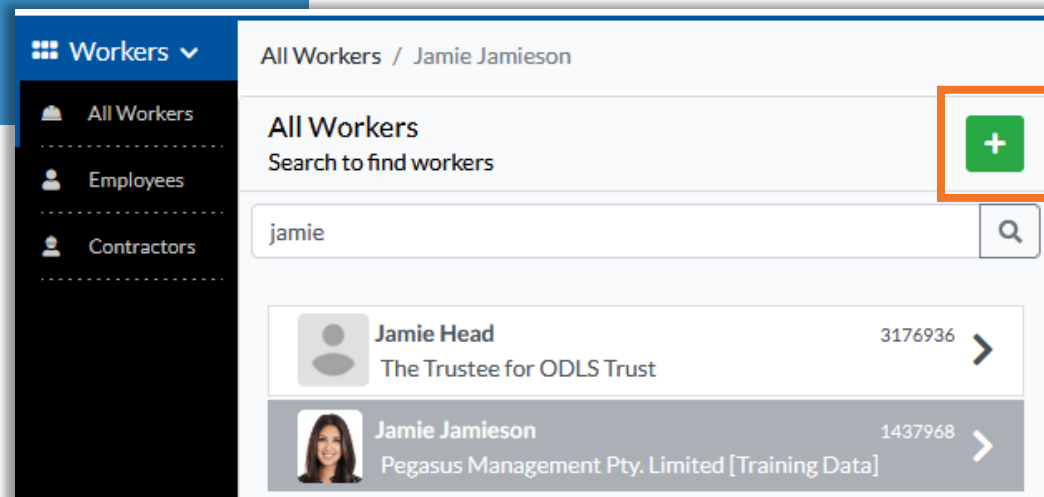 Workers
All Workers / Jamie Jamieson
All Workers
Employees
Contractors
All Workers
Search to find workers
+
jamie
Jamie Head 3176936
The Trustee for ODLS Trust
Jamie Jamieson 1437968
Pegasus Management Pty. Limited [Training Data]